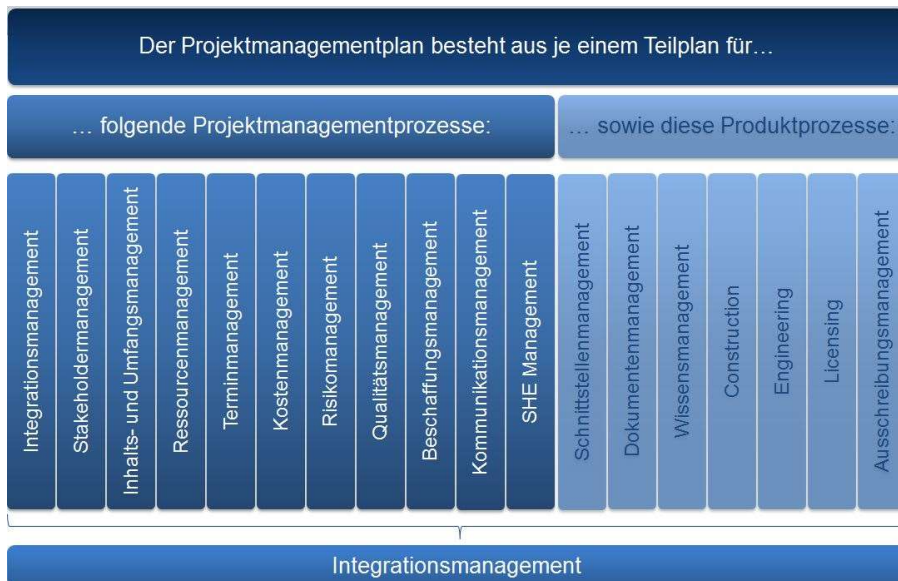 Der Projektmanagementplan besteht aus je einem Teilplan für…
… folgende Projektmanagementprozesse:
… sowie diese Produktprozesse:
Integrationsmanagement
Stakeholdermanagement
Inhalts- und Umfangsmanagement
Ressourcenmanagement
Terminmanagement
Kostenmanagement
Risikomanagement
Qualitätsmanagement
Beschaffungsmanagement
Kommunikationsmanagement
SHE Management
Schnittstellenmanagement
Dokumentenmanagement
Wissensmanagement
Construction
Engineering
Licensing
Ausschreibungsmanagement
Integrationsmanagement